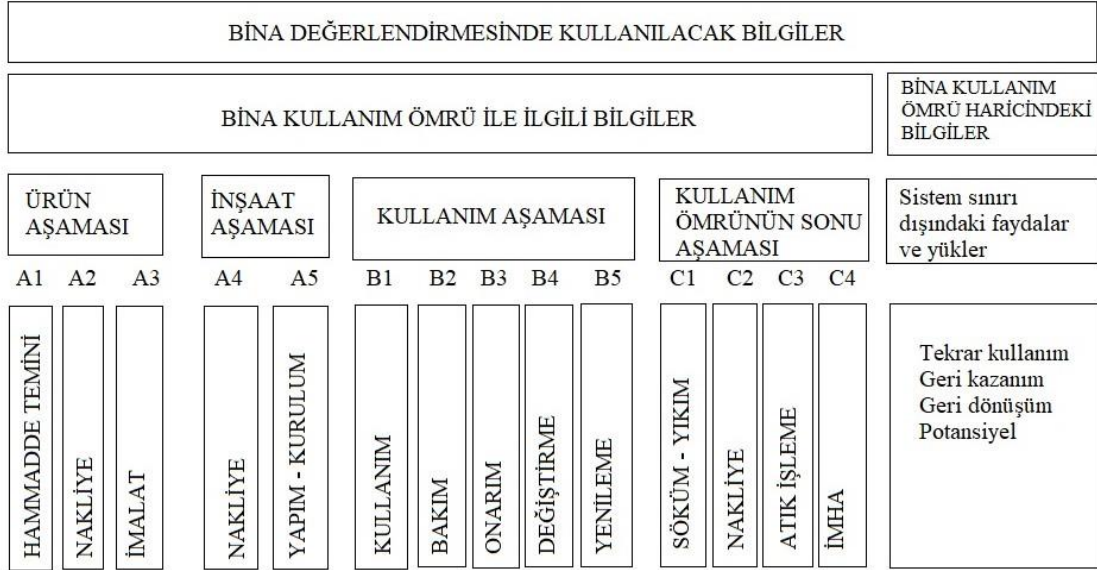 BİNA DEĞERLENDİRMESİNDE KULLANILACAK BİLGİLER
BİNA KULLANIM ÖMRÜ İLE İLGİLİ BİLGİLER
BİNA KULLANIM
ÖMRÜ HARİCİNDEKİ
BİLGİLER
ÜRÜN
AŞAMASI
İNŞAAT
AŞAMASI
KULLANIM AŞAMASI
KULLANIM
ÖMRÜNÜN SONU
AŞAMASI
Sistem sınırı
dışındaki faydalar
ve yükler
A1 A2 A3 A4 A5 B1 B2 B3 B4 B5 C1 C2 C3 C4
HAMMADDE TEMİNİ
NAKLİYE
İMALAT
NAKLİYE
YAPIM - KURULUM
KULLANIM
BAKIM
ONARIM
DEĞİŞTİRME
YENİLEME
SÖKÜM - YIKIM
NAKLİYE
ATIK İŞLEME
İMHA
Tekrar kullanım
Geri kazanım
Geri dönüşüm
Potansiyel